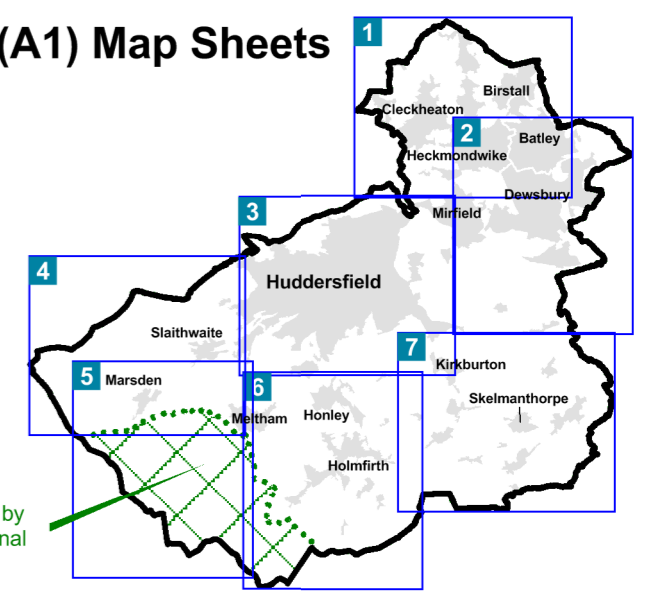 (A1) Map Sheets
1
Birstall
Cleckheaton
2
Batley
Heckmondwike
Dewsbury
3
Mirfield
4
Huddersfield
Slaithwaite
7
Kirkburton
5
Marsden
6
Skelmanthorpe
Meltham
Honley
Holmfirth
by
nal